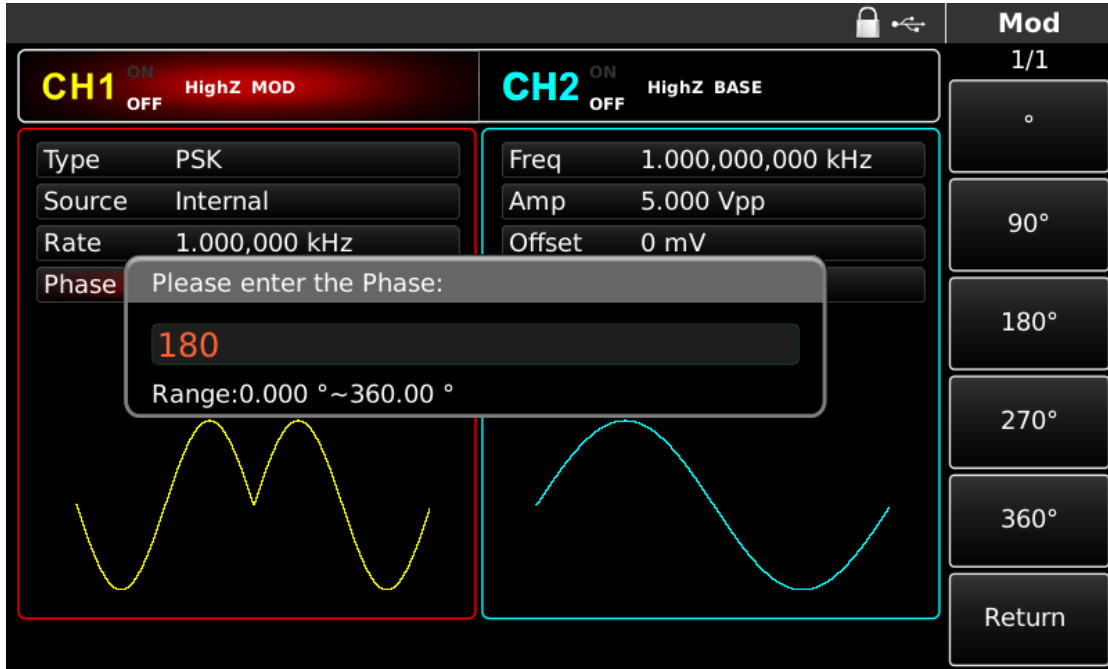 Mod
1/1
CH1 ON OFF HighZ MOD
CH2 ON OFF HighZ BASE
Type PSK
Source Internal
Rate 1.000,000 kHz
Phase
Freq 1.000,000,000 kHz
Amp 5.000 Vpp
Offset 0 mV
Please enter the Phase:
180
Range:0.000 °~360.00 °
°
90°
180°
270°
360°
Return